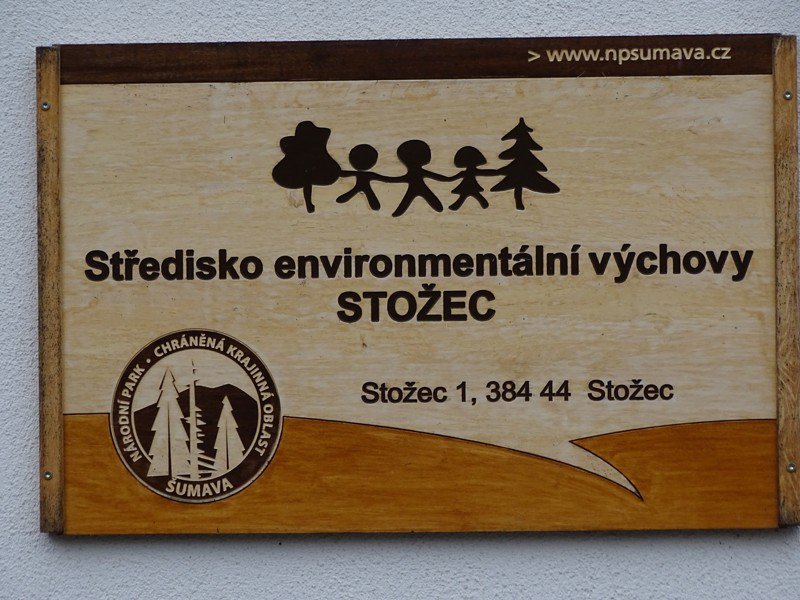 > www.npsumava.cz
Středisko environmentální výchovy
STOŽEC
Stožec 1, 384 44 Stožec
NÁRODNÍ PARK • CHRÁNĚNÁ KRAJINNÁ OBLAST
ŠUMAVA